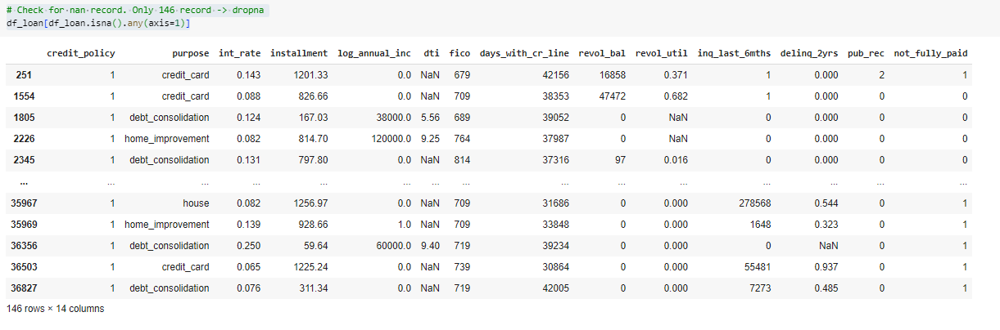 # Check for nan record. Only 146 record -> dropna
df_loan[df_loan.isna().any(axis=1)]
credit_policy purpose int_rate installment log_annual_inc dti fico days_with_cr_line revol_bal revol_util inq_last_6mths delinq_2yrs pub_rec not_fully_paid
251 1 credit_card 0.143 1201.33 0.0 NaN 679 42156 16858 0.371 1 0.000 2 1
1554 1 credit_card 0.088 826.66 0.0 NaN 709 38353 47472 0.682 1 0.000 0 0
1805 1 debt_consolidation 0.124 167.03 38000.0 5.56 689 39052 0 NaN 0 0.000 0 0
2226 1 home_improvement 0.082 814.70 120000.0 9.25 764 37987 0 NaN 0 0.000 0 0
2345 1 debt_consolidation 0.131 797.80 0.0 NaN 814 37316 97 0.016 0 0.000 0 0
... ... ... ... ... ... ... ... ... ... ... ... ... ... ...
35967 1 house 0.082 1256.97 0.0 NaN 709 31686 0 0.000 278568 0.544 0 1
35969 1 home_improvement 0.139 928.66 1.0 NaN 709 33848 0 0.000 1648 0.323 0 1
36356 1 debt_consolidation 0.250 59.64 60000.0 9.40 719 39234 0 0.000 0 NaN 0 1
36503 1 credit_card 0.065 1225.24 0.0 NaN 739 30864 0 0.000 55481 0.937 0 1
36827 1 debt_consolidation 0.076 311.34 0.0 NaN 719 42005 0 0.000 7273 0.485 0 1
146 rows × 14 columns